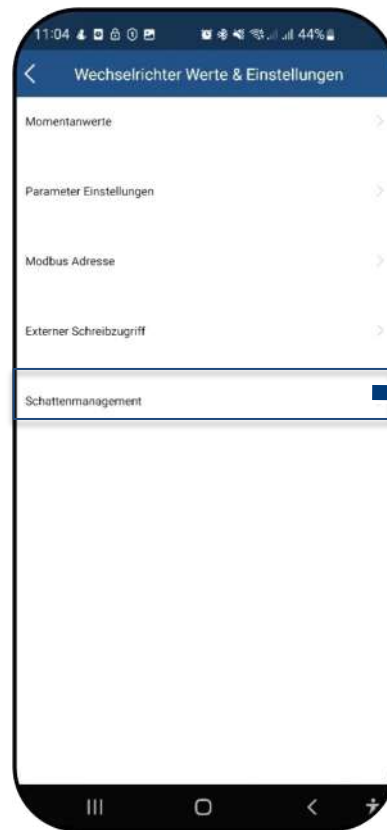 11:04 44%
Wechselrichter Werte & Einstellungen
Momentanwerte
Parameter Einstellungen
Modbus Adresse
Externer Schreibzugriff
Schattenmanagement